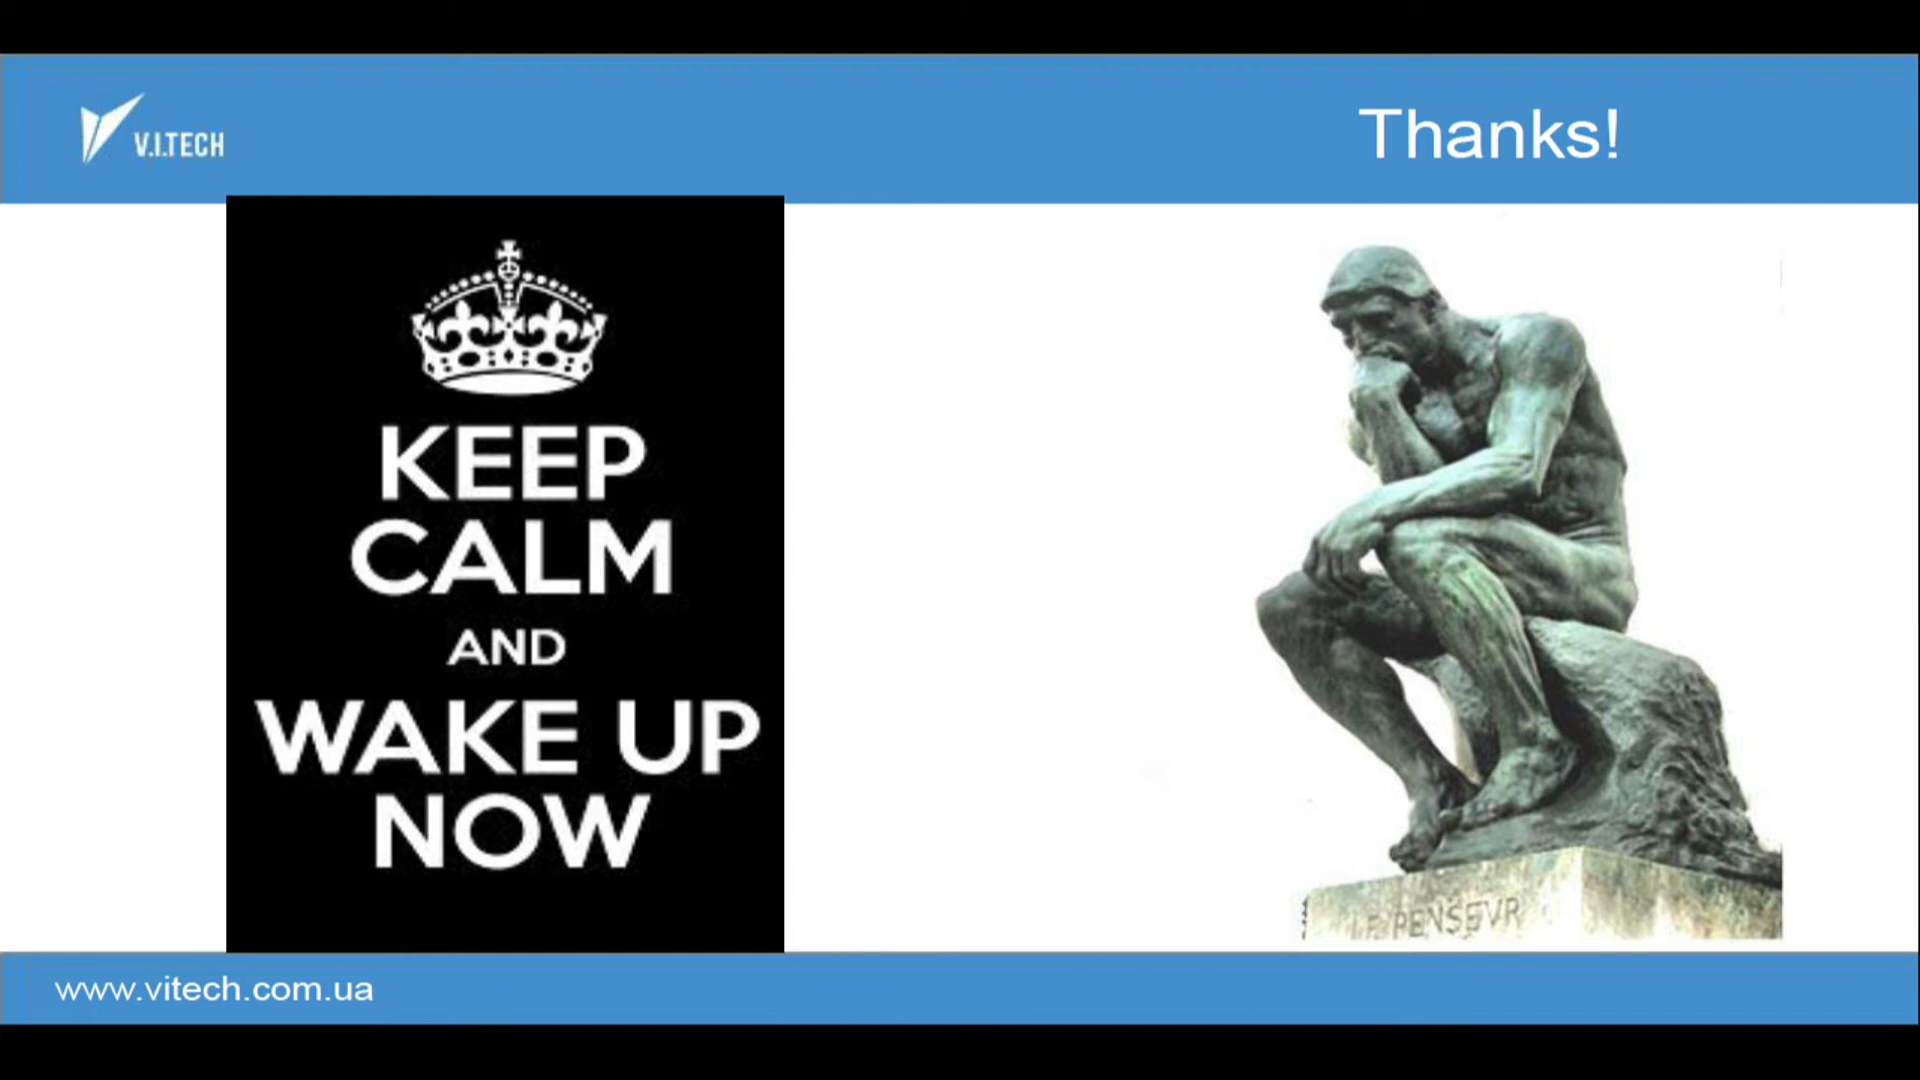 V.I.TECH
Thanks!
KEEP
CALM
AND
WAKE UP
NOW
LE PENSEVR
www.vitech.com.ua